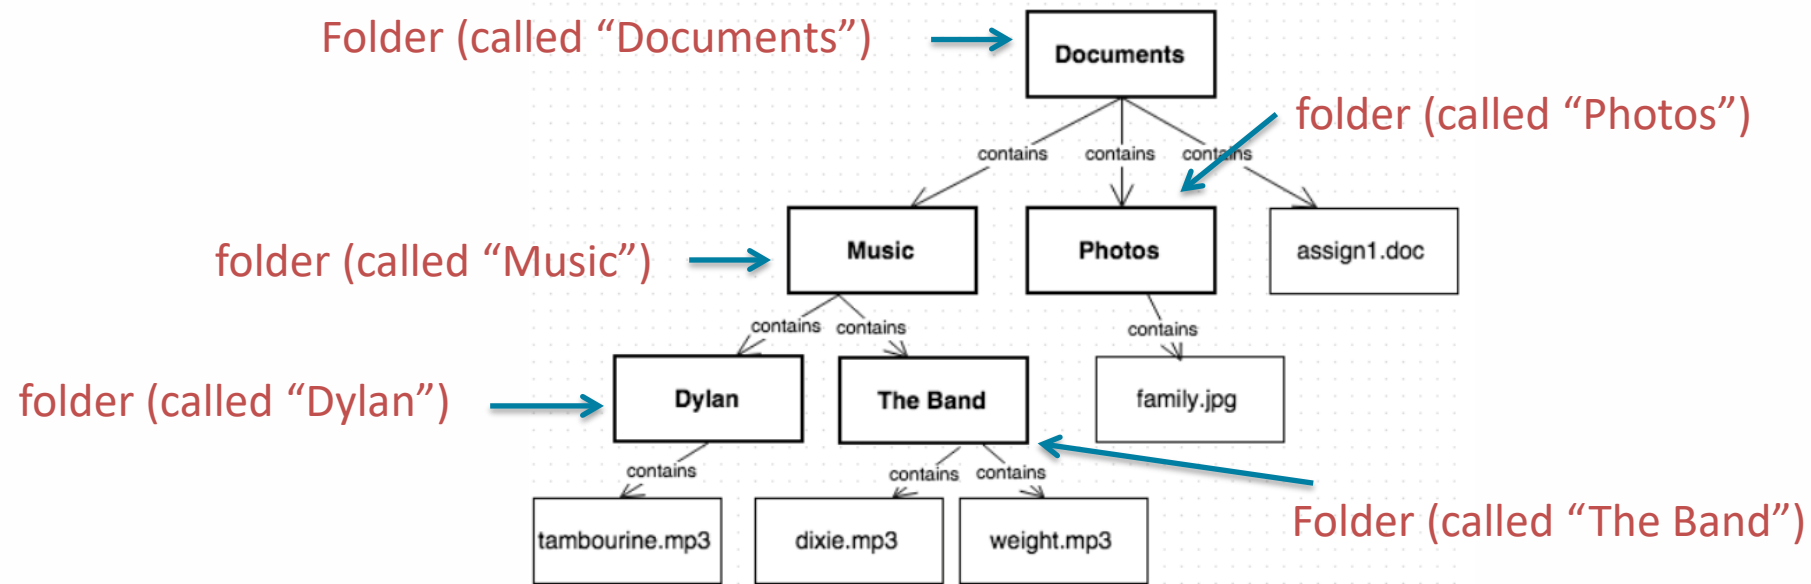 Folder (called “Documents”)
Documents
folder (called “Photos”)
contains
contains
contains
folder (called “Music”)
Music
Photos
assign1.doc
contains
contains
contains
folder (called “Dylan”)
Dylan
The Band
family.jpg
contains
contains
contains
Folder (called “The Band”)
tambourine.mp3
dixie.mp3
weight.mp3